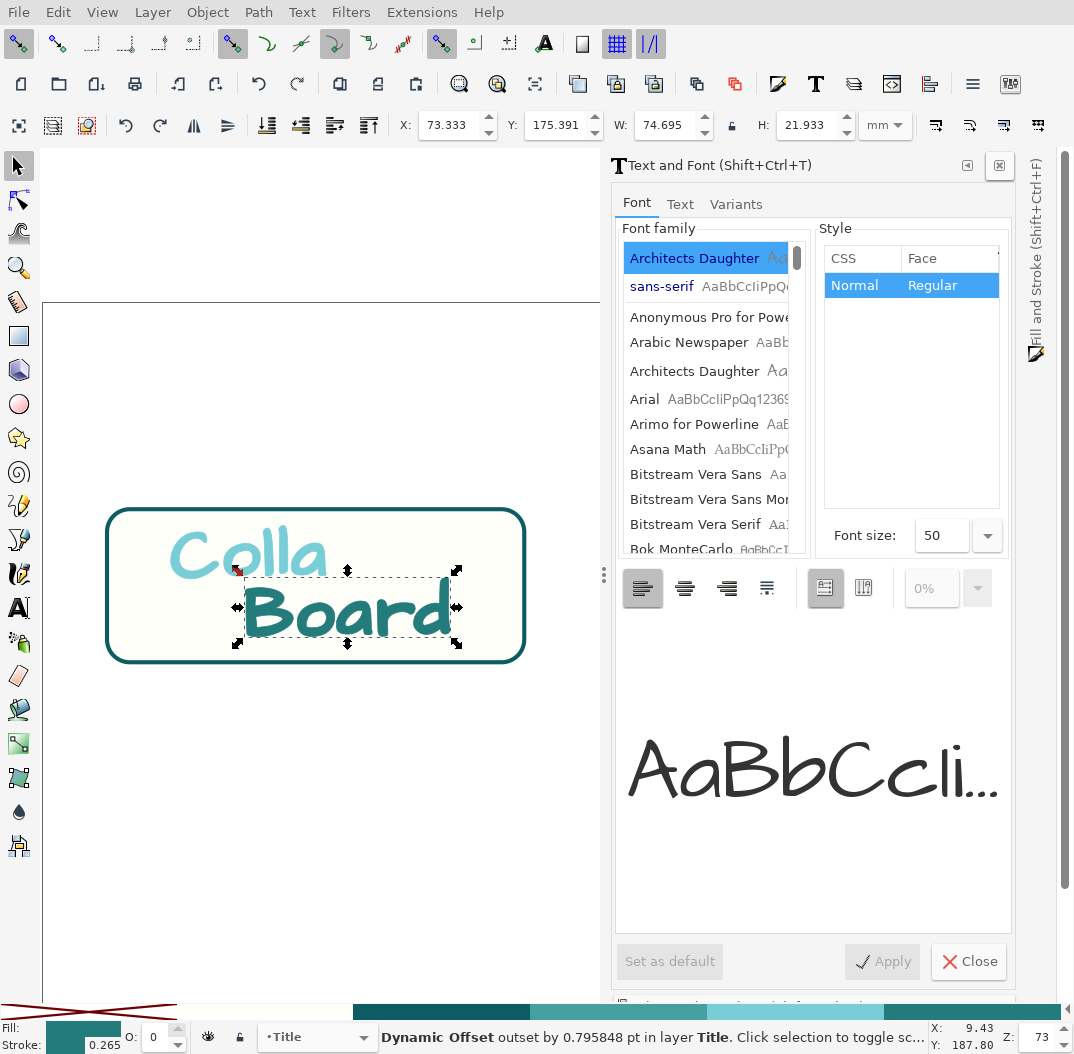 File Edit View Layer Object Path Text Filters Extensions Help
X: 73.333 Y: 175.391 W: 74.695 H: 21.933 mm
Text and Font (Shift+Ctrl+T)
Fill and Stroke (Shift+Ctrl+F)
Font Text Variants
Font family
Style
Architects Daughter Aa
CSS Face
sans-serif AaBbCcIiPpQq
Normal Regular
Anonymous Pro for Powe
Arabic Newspaper AaBb
Architects Daughter Aa
Arial AaBbCcIiPpQq12369
Arimo for Powerline AaB
Asana Math AaBbCcIiPpQ
Bitstream Vera Sans Aa
Bitstream Vera Sans Mon
Bitstream Vera Serif AaB
Bok MonteCarlo AaBbCcI
Font size: 50
0%
Colla
Board
AaBbCcIi...
Set as default Apply Close
Fill:
Stroke: 0.265
O: 0
•Title
Dynamic Offset outset by 0.795848 pt in layer Title. Click selection to toggle sc...
X: 9.43
Y: 187.80
Z: 73